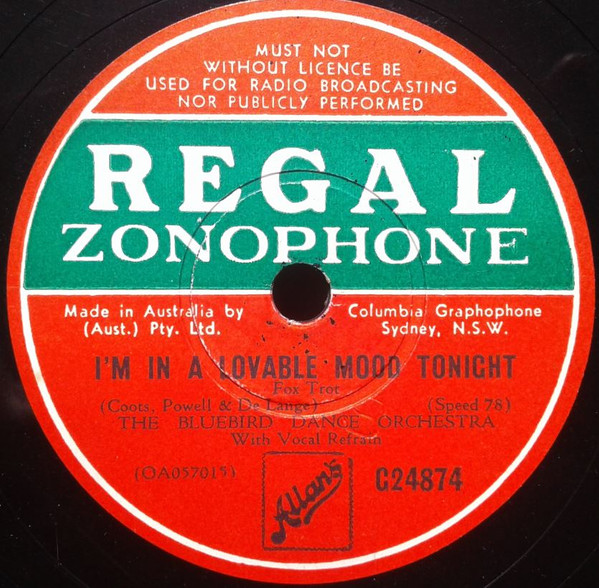 MUST NOT
WITHOUT LICENCE BE
USED FOR RADIO BROADCASTING
NOR PUBLICLY PERFORMED
REGAL
ZONOPHONE
Made in Australia by Columbia Graphophone
(Aust.) Pty. Ltd. Sydney, N.S.W.
I'M IN A LOVABLE MOOD TONIGHT
Fox Trot
(Coots, Powell & De Lange) (Speed 78)
THE BLUEBIRD DANCE ORCHESTRA
With Vocal Refrain
(OA057015) Allan's G24874